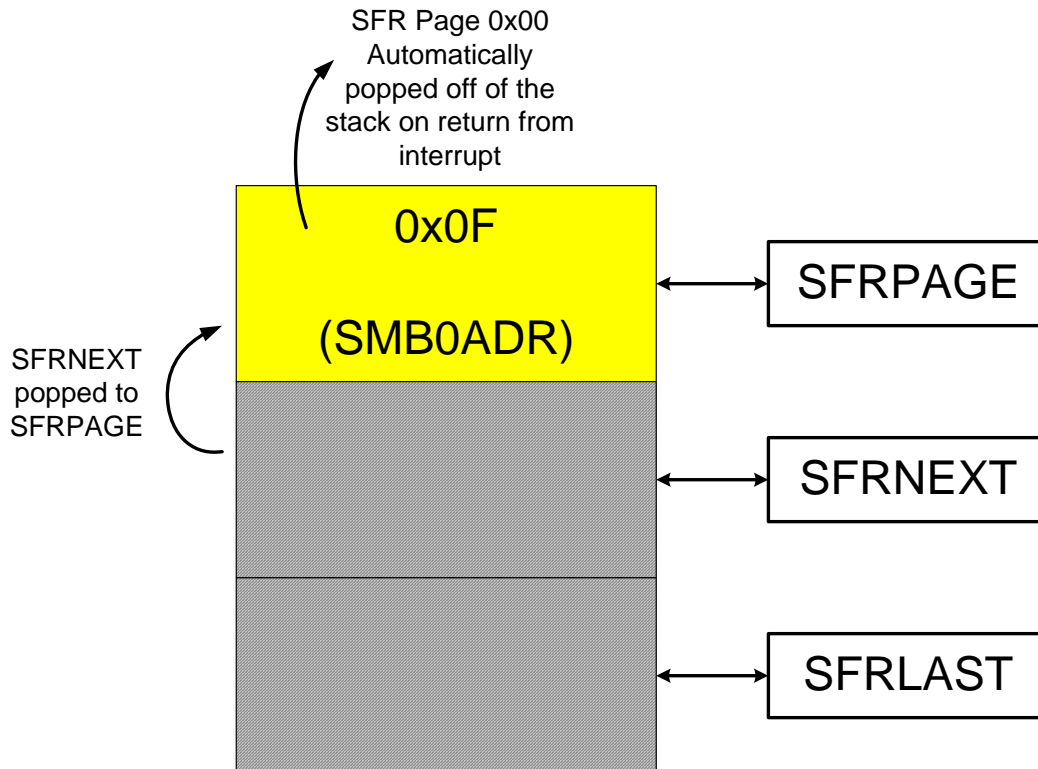 SFR Page 0x00
Automatically
popped off of the
stack on return from
interrupt
0x0F
(SMB0ADR)
SFRPAGE
SFRNEXT
popped to
SFRPAGE
SFRNEXT
SFRLAST